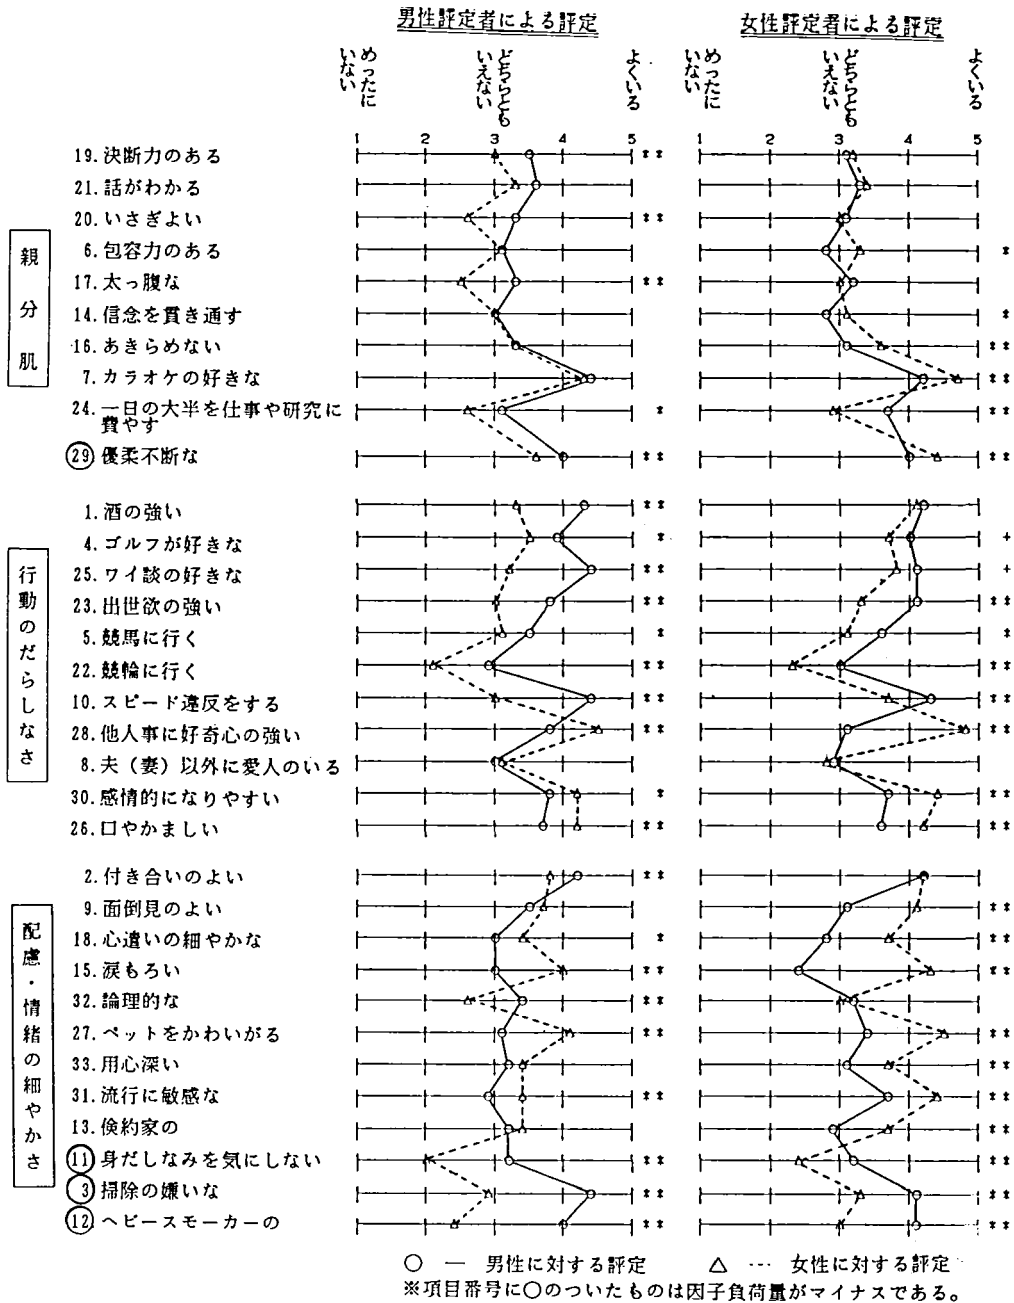 男性評定者による評定
女性評定者による評定
めったにいない
どちらともいえない
よくいる
めったにいない
どちらともいえない
よくいる
1 2 3 4 5
1 2 3 4 5
親分肌
19. 決断力のある **
21. 話がわかる
20. いさぎよい **
6. 包容力のある *
17. 太っ腹な **
14. 信念を貫き通す *
16. あきらめない **
7. カラオケの好きな **
24. 一日の大半を仕事や研究に * **
費やす
29 優柔不断な ** **
行動のだらしなさ
1. 酒の強い **
4. ゴルフが好きな * +
25. ワイ談の好きな ** +
23. 出世欲の強い ** **
5. 競馬に行く * *
22. 競輪に行く ** **
10. スピード違反をする ** **
28. 他人事に好奇心の強い ** **
8. 夫(妻)以外に愛人のいる
30. 感情的になりやすい * **
26. 口やかましい ** **
配慮・情緒の細やかさ
2. 付き合いのよい **
9. 面倒見のよい **
18. 心遣いの細やかな * **
15. 涙もろい ** **
32. 論理的な **
27. ペットをかわいがる ** **
33. 用心深い **
31. 流行に敏感な ** **
13. 倹約家の **
11 身だしなみを気にしない ** **
3 掃除の嫌いな ** **
12 ヘビースモーカーの ** **
○ — 男性に対する評定 △ --- 女性に対する評定
※項目番号に○のついたものは因子負荷量がマイナスである。